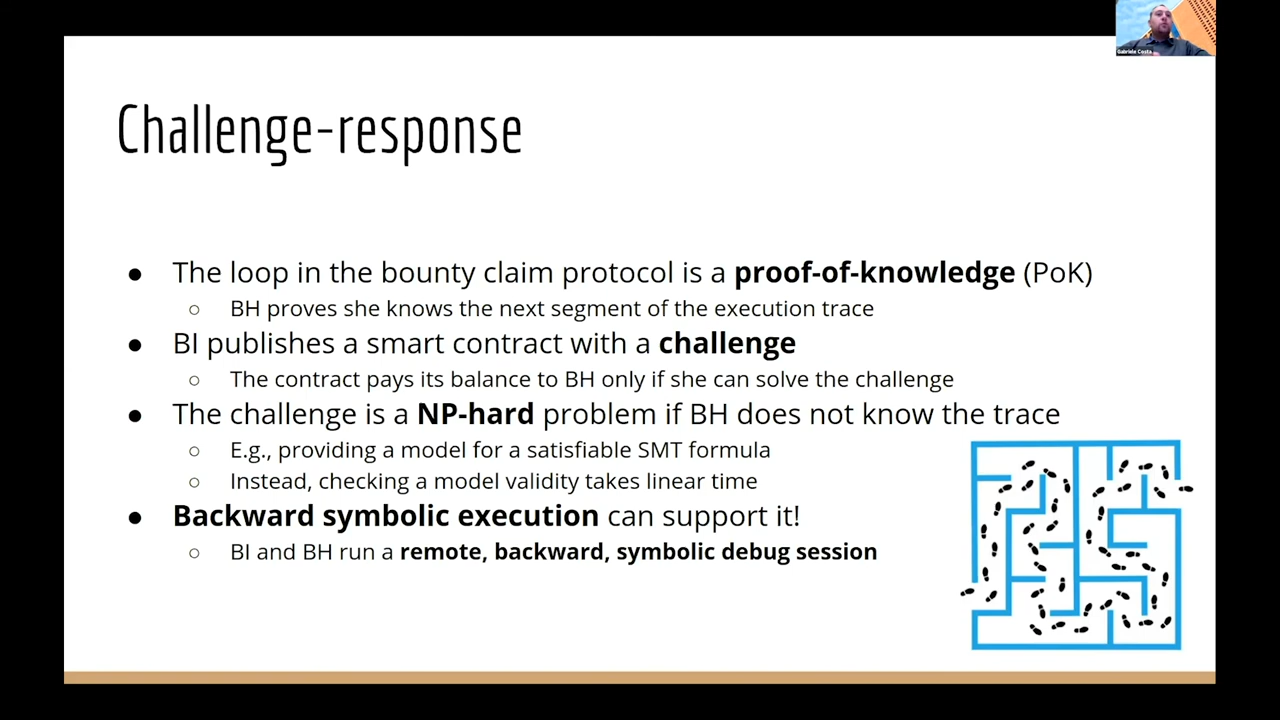 Gabriele Costa
Challenge-response
● The loop in the bounty claim protocol is a proof-of-knowledge (PoK)
○ BH proves she knows the next segment of the execution trace
● BI publishes a smart contract with a challenge
○ The contract pays its balance to BH only if she can solve the challenge
● The challenge is a NP-hard problem if BH does not know the trace
○ E.g., providing a model for a satisfiable SMT formula
○ Instead, checking a model validity takes linear time
● Backward symbolic execution can support it!
○ BI and BH run a remote, backward, symbolic debug session